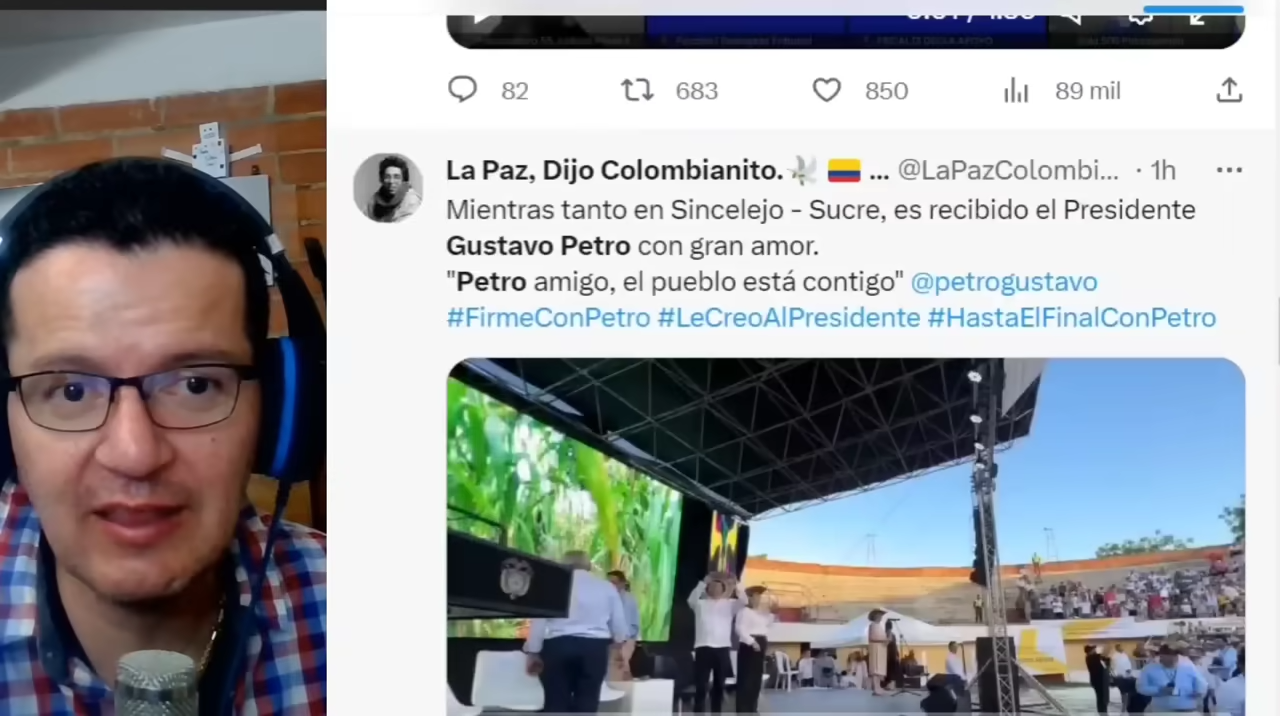 82
683
850
89 mil
La Paz, Dijo Colombianito. ... @LaPazColombi... · 1h
Mientras tanto en Sincelejo - Sucre, es recibido el Presidente
Gustavo Petro con gran amor.
"Petro amigo, el pueblo está contigo" @petrogustavo
#FirmeConPetro #LeCreoAlPresidente #HastaElFinalConPetro